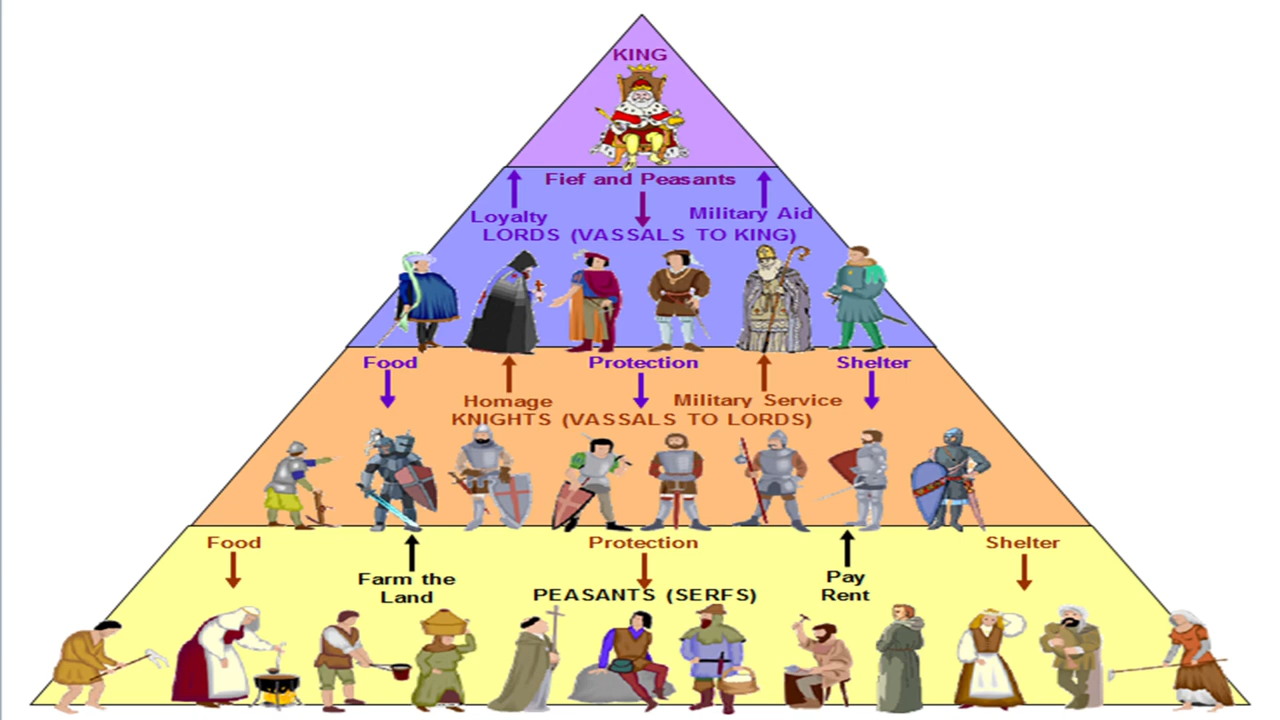 KING
Fief and Peasants
Loyalty
Military Aid
LORDS (VASSALS TO KING)
Food
Protection
Shelter
Homage
Military Service
KNIGHTS (VASSALS TO LORDS)
Food
Protection
Shelter
Farm the
Land
PEASANTS (SERFS)
Pay
Rent